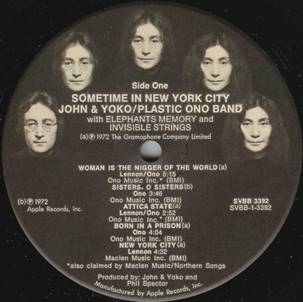 Side One
SOMETIME IN NEW YORK CITY
JOHN & YOKO/PLASTIC ONO BAND
with ELEPHANTS MEMORY and
INVISIBLE STRINGS
(a)Ⓟ 1972 The Gramophone Company Limited
WOMAN IS THE NIGGER OF THE WORLD(a)
Lennon/Ono 5:15
Ono Music Inc.* (BMI)
SISTERS, O SISTERS(b)
Ono 3:46
Ono Music Inc. (BMI)
ATTICA STATE(a)
Lennon/Ono 2:52
Ono Music Inc.* (BMI)
BORN IN A PRISON(a)
Ono 4:04
Ono Music Inc. (BMI)
NEW YORK CITY(a)
Lennon 4:32
Maclen Music Inc. (BMI)
*also claimed by Maclen Music/Northern Songs
(b)Ⓟ1972
Apple Records, Inc.
SVBB 3392
SVBB-1-3392
Produced by: John & Yoko and
Phil Spector
Manufactured by Apple Records, Inc.